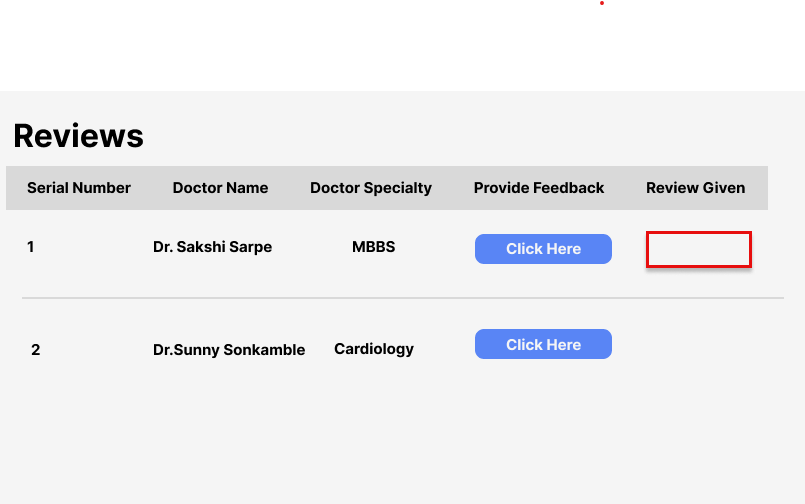 Reviews
Serial Number Doctor Name Doctor Specialty Provide Feedback Review Given
1 Dr. Sakshi Sarpe MBBS Click Here
2 Dr.Sunny Sonkamble Cardiology Click Here